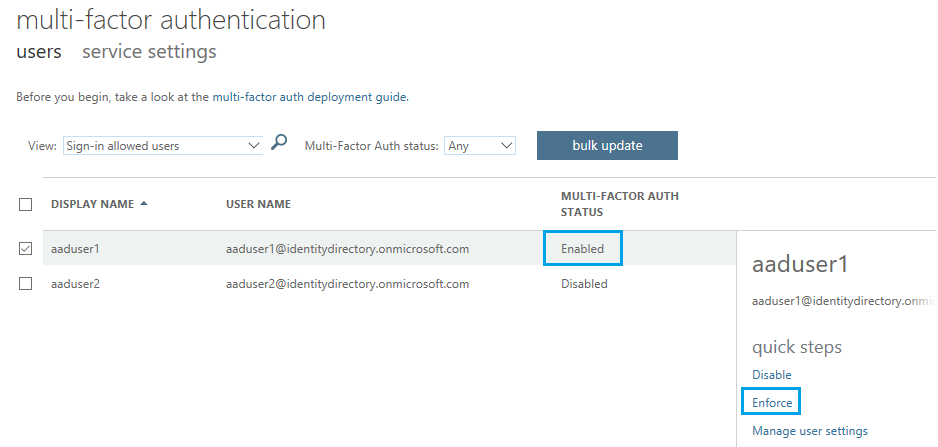 multi-factor authentication
users service settings
Before you begin, take a look at the multi-factor auth deployment guide.
View: Sign-in allowed users Multi-Factor Auth status: Any bulk update
DISPLAY NAME USER NAME MULTI-FACTOR AUTH STATUS
aaduser1 aaduser1@identitydirectory.onmicrosoft.com Enabled
aaduser2 aaduser2@identitydirectory.onmicrosoft.com Disabled
aaduser1
aaduser1@identitydirectory.onmi
quick steps
Disable
Enforce
Manage user settings